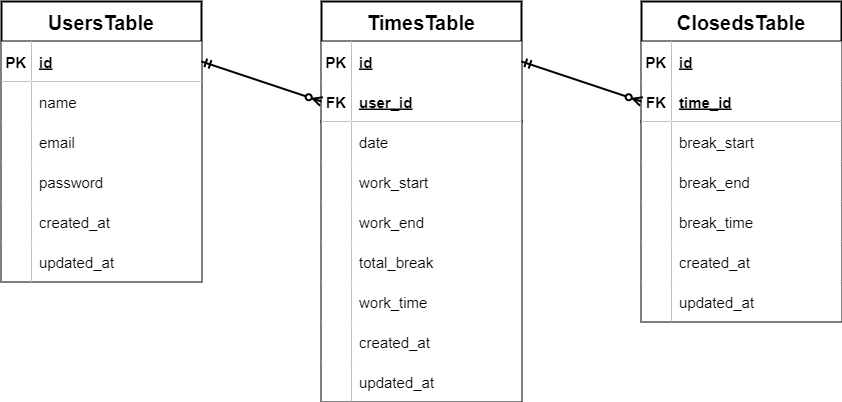 UsersTable
PK id
name
email
password
created_at
updated_at
TimesTable
PK id
FK user_id
date
work_start
work_end
total_break
work_time
created_at
updated_at
ClosedsTable
PK id
FK time_id
break_start
break_end
break_time
created_at
updated_at